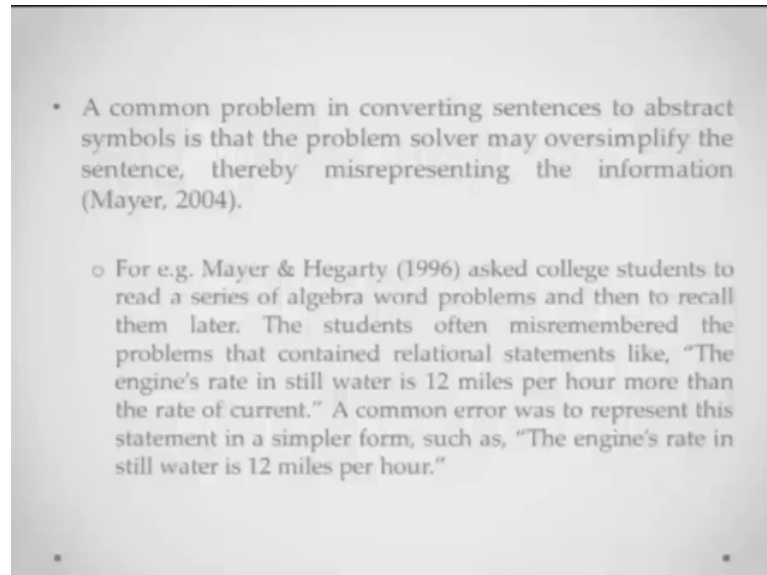 • A common problem in converting sentences to abstract
symbols is that the problem solver may oversimplify the
sentence, thereby misrepresenting the information
(Mayer, 2004).
o For e.g. Mayer & Hegarty (1996) asked college students to
read a series of algebra word problems and then to recall
them later. The students often misremembered the
problems that contained relational statements like, "The
engine's rate in still water is 12 miles per hour more than
the rate of current." A common error was to represent this
statement in a simpler form, such as, "The engine's rate in
still water is 12 miles per hour."